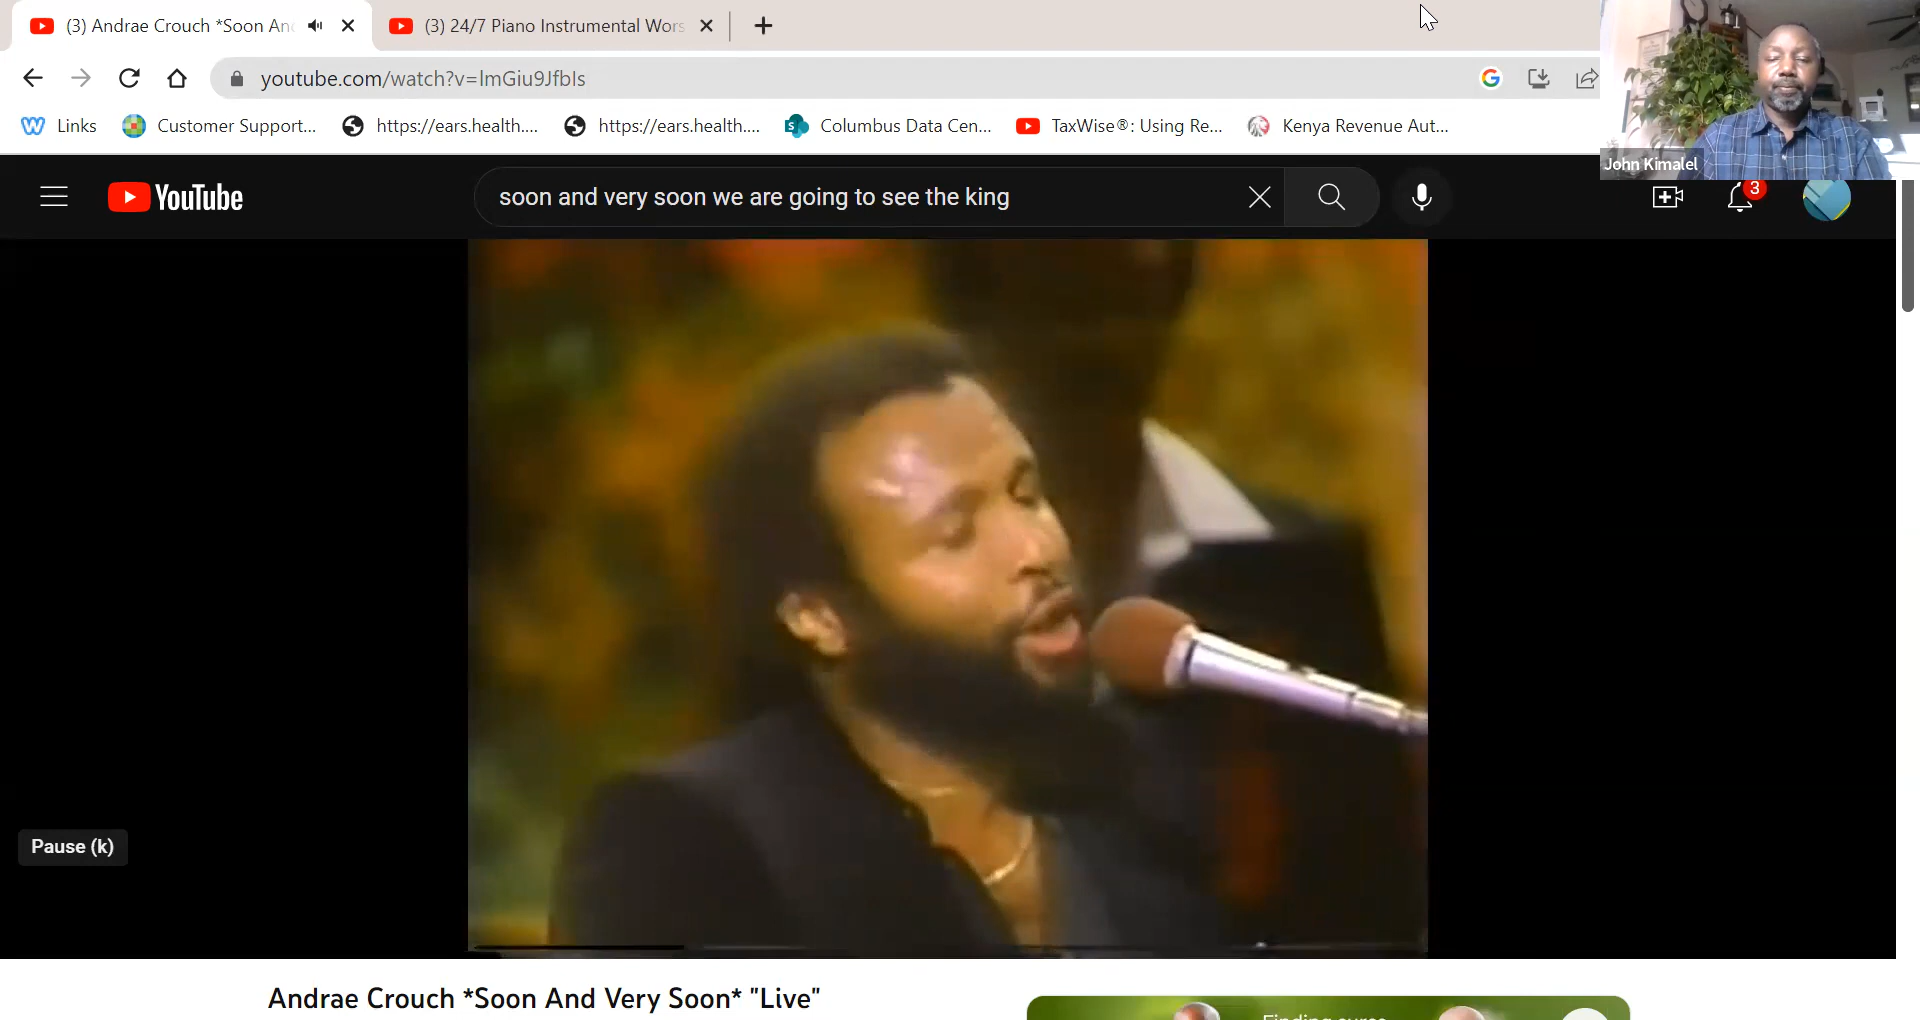 (3) Andrae Crouch *Soon An
(3) 24/7 Piano Instrumental Wors
youtube.com/watch?v=lmGiu9JfbIs
Links
Customer Support...
https://ears.health....
https://ears.health....
Columbus Data Cen...
TaxWise®: Using Re...
Kenya Revenue Aut...
John Kimalel
YouTube
soon and very soon we are going to see the king
3
Pause (k)
Andrae Crouch *Soon And Very Soon* "Live"